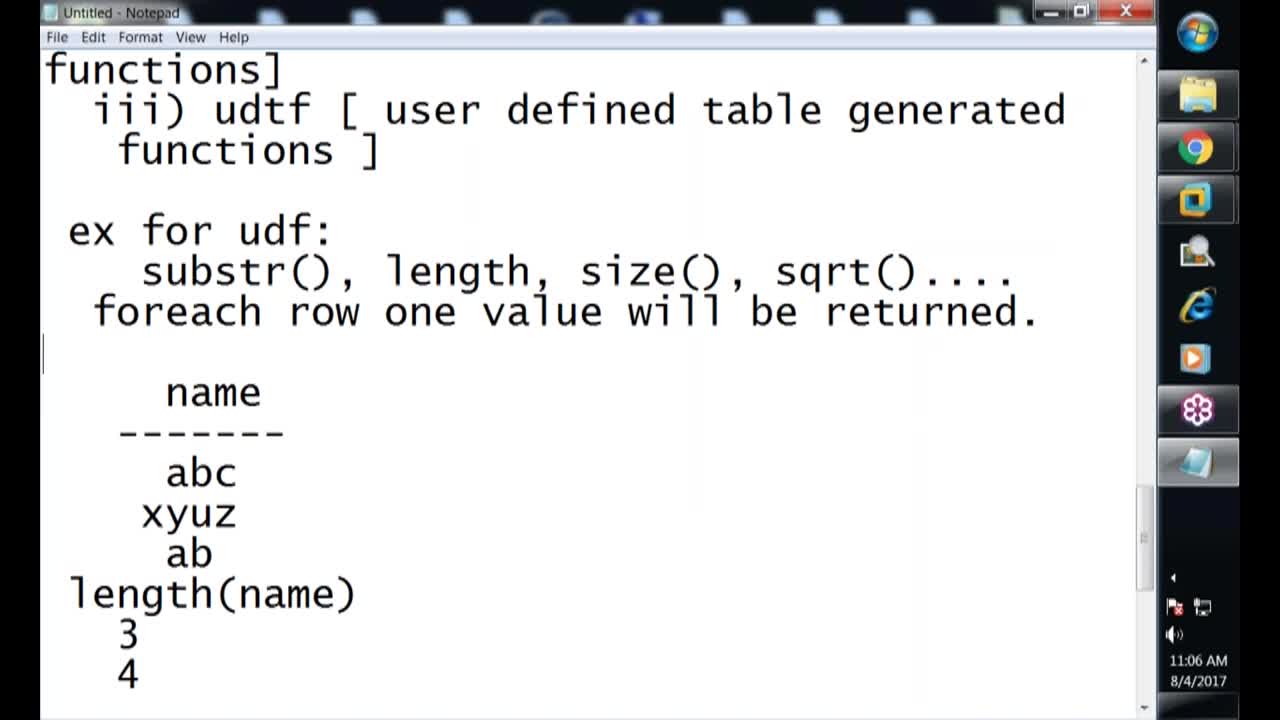 Untitled - Notepad
File Edit Format View Help
functions]
iii) udtf [ user defined table generated
functions ]
ex for udf:
substr(), length, size(), sqrt()....
foreach row one value will be returned.
name
-------
abc
xyuz
ab
length(name)
3
4
11:06 AM
8/4/2017